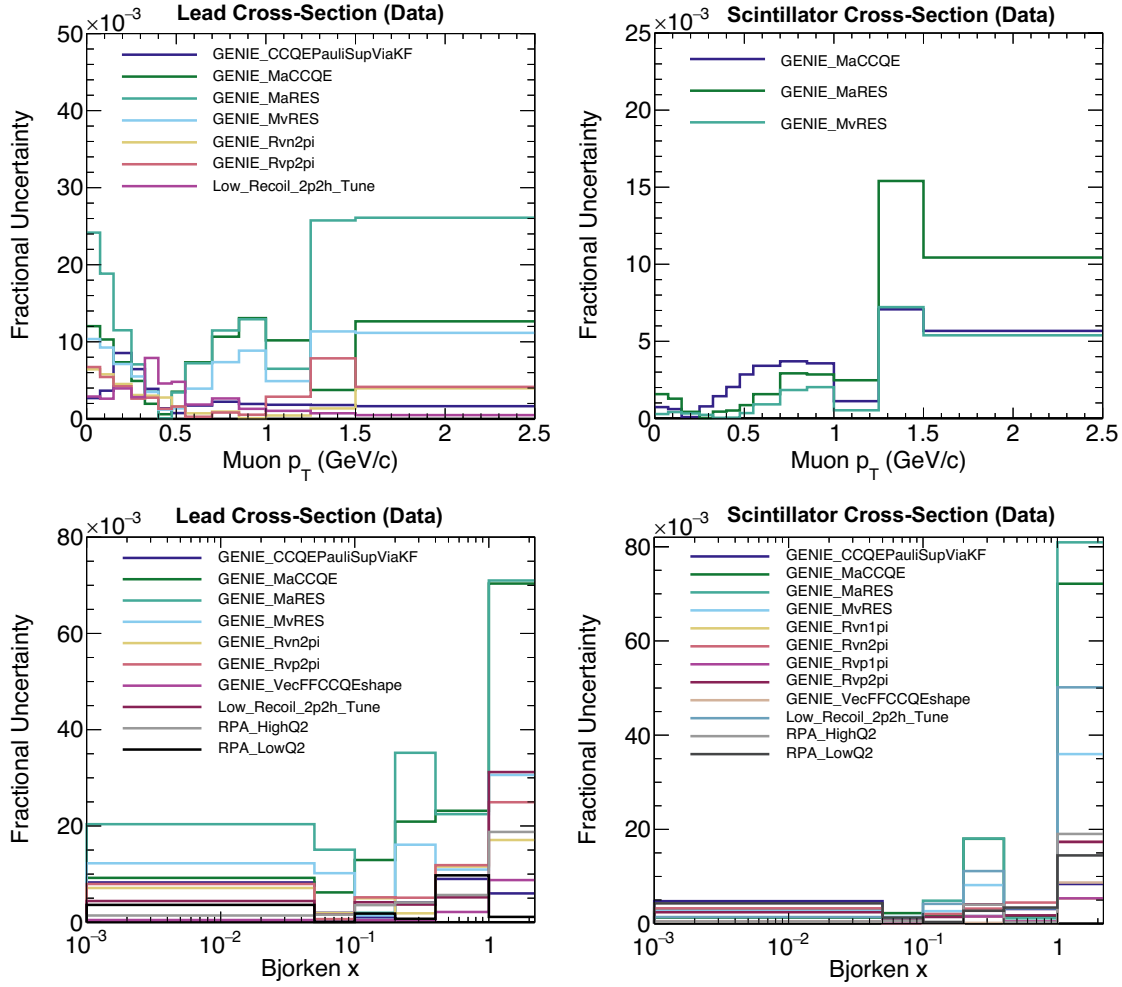 Lead Cross-Section (Data)
×10⁻³
50
40
30
20
10
0
Fractional Uncertainty
GENIE_CCQEPauliSupViaKF
GENIE_MaCCQE
GENIE_MaRES
GENIE_MvRES
GENIE_Rvn2pi
GENIE_Rvp2pi
Low_Recoil_2p2h_Tune
0 0.5 1 1.5 2 2.5
Muon p_T (GeV/c)
Scintillator Cross-Section (Data)
×10⁻³
25
20
15
10
5
0
Fractional Uncertainty
GENIE_MaCCQE
GENIE_MaRES
GENIE_MvRES
0 0.5 1 1.5 2 2.5
Muon p_T (GeV/c)
Lead Cross-Section (Data)
×10⁻³
80
60
40
20
0
Fractional Uncertainty
GENIE_CCQEPauliSupViaKF
GENIE_MaCCQE
GENIE_MaRES
GENIE_MvRES
GENIE_Rvn2pi
GENIE_Rvp2pi
GENIE_VecFFCCQEshape
Low_Recoil_2p2h_Tune
RPA_HighQ2
RPA_LowQ2
10⁻³ 10⁻² 10⁻¹ 1
Bjorken x
Scintillator Cross-Section (Data)
×10⁻³
80
60
40
20
0
Fractional Uncertainty
GENIE_CCQEPauliSupViaKF
GENIE_MaCCQE
GENIE_MaRES
GENIE_MvRES
GENIE_Rvn1pi
GENIE_Rvn2pi
GENIE_Rvp1pi
GENIE_Rvp2pi
GENIE_VecFFCCQEshape
Low_Recoil_2p2h_Tune
RPA_HighQ2
RPA_LowQ2
10⁻³ 10⁻² 10⁻¹ 1
Bjorken x